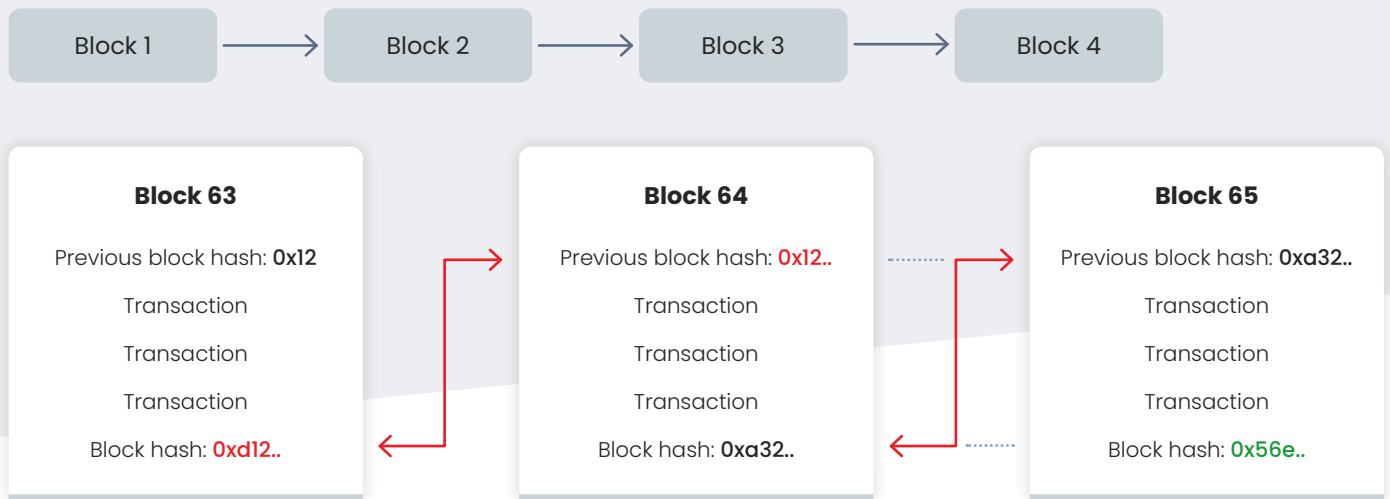 Block 1
Block 2
Block 3
Block 4
Block 63
Previous block hash: 0x12
Transaction
Transaction
Transaction
Block hash: 0xd12..
Block 64
Previous block hash: 0x12..
Transaction
Transaction
Transaction
Block hash: 0xa32..
Block 65
Previous block hash: 0xa32..
Transaction
Transaction
Transaction
Block hash: 0x56e..